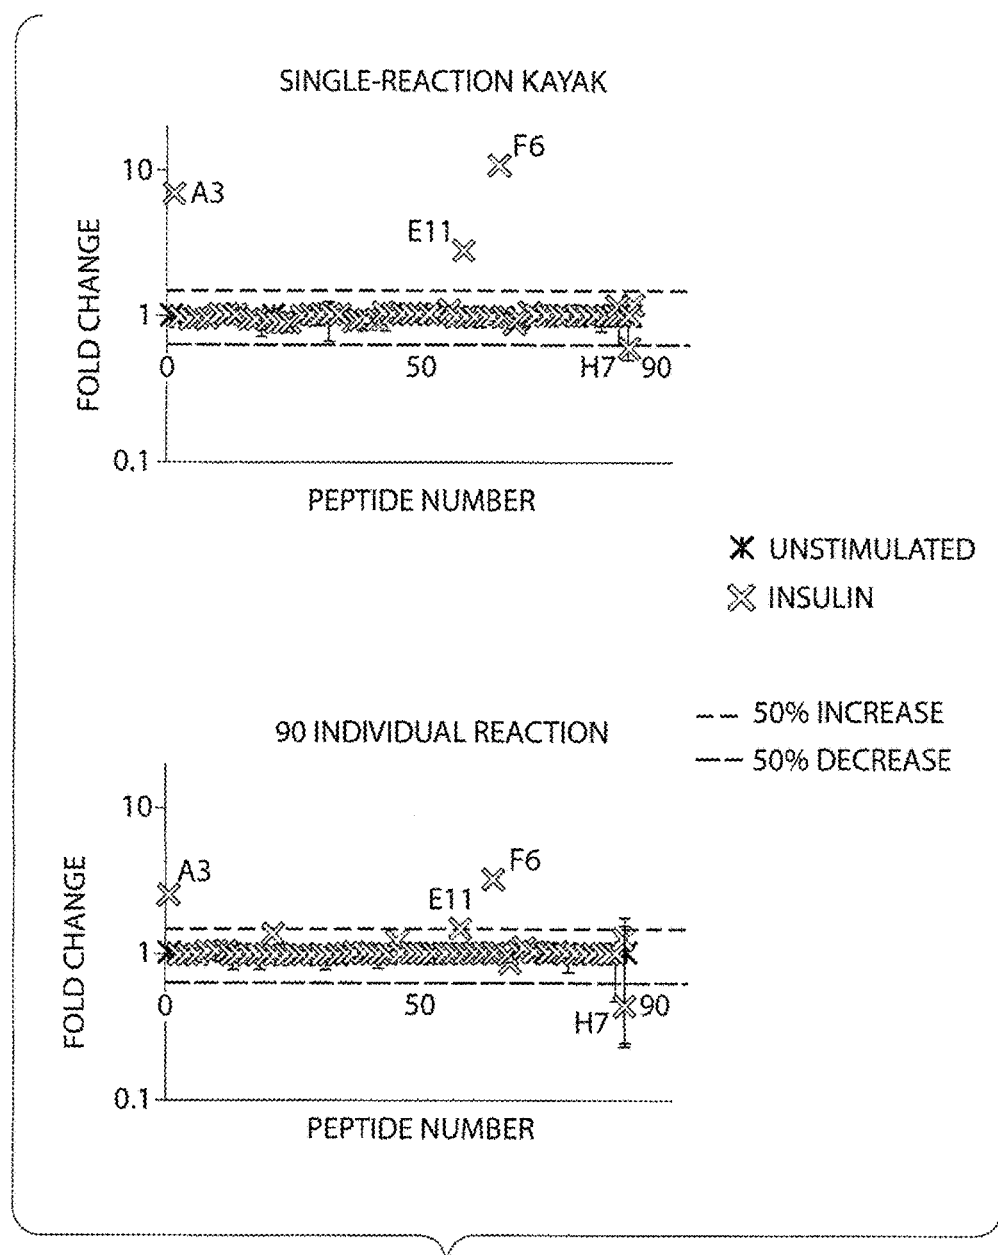 SINGLE-REACTION KAYAK
10
F6
A3
E11
FOLD CHANGE
1
0
50
H7
90
0.1
PEPTIDE NUMBER
UNSTIMULATED
INSULIN
50% INCREASE
50% DECREASE
90 INDIVIDUAL REACTION
10
A3
F6
E11
FOLD CHANGE
1
0
50
90
H7
0.1
PEPTIDE NUMBER